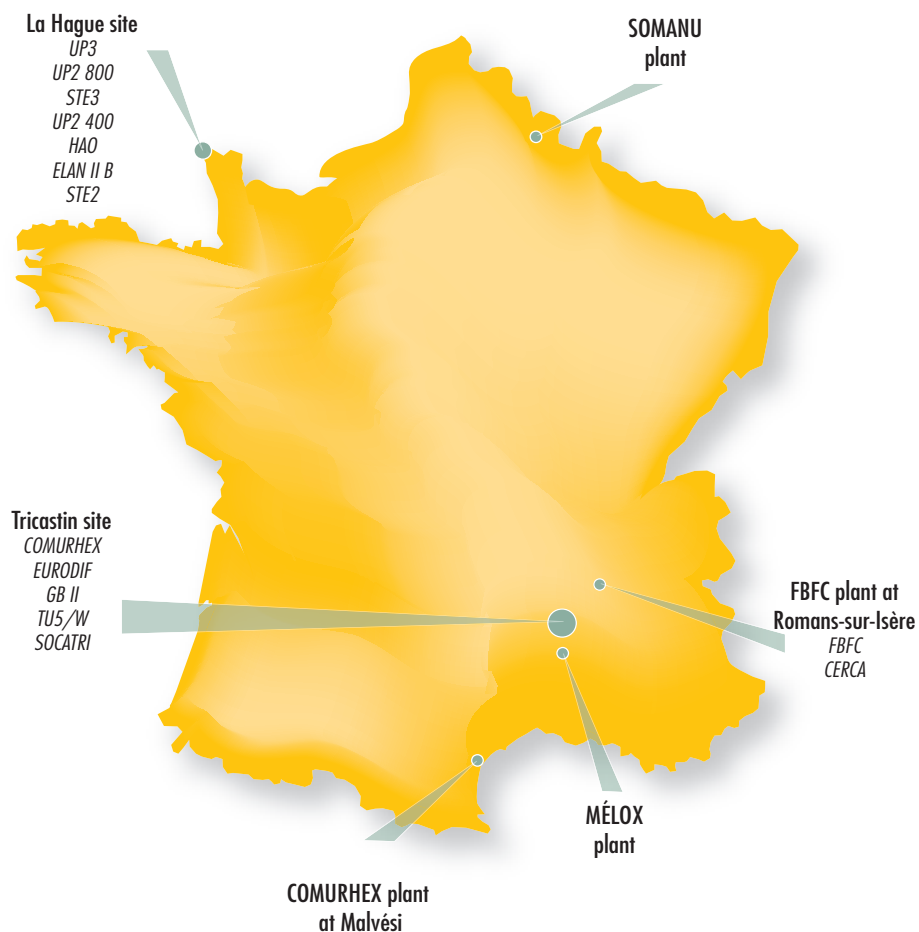 La Hague site
UP3
UP2 800
STE3
UP2 400
HAO
ELAN II B
STE2
SOMANU
plant
Tricastin site
COMURHEX
EURODIF
GB II
TU5/W
SOCATRI
FBFC plant at
Romans-sur-Isère
FBFC
CERCA
MÉLOX
plant
COMURHEX plant
at Malvési